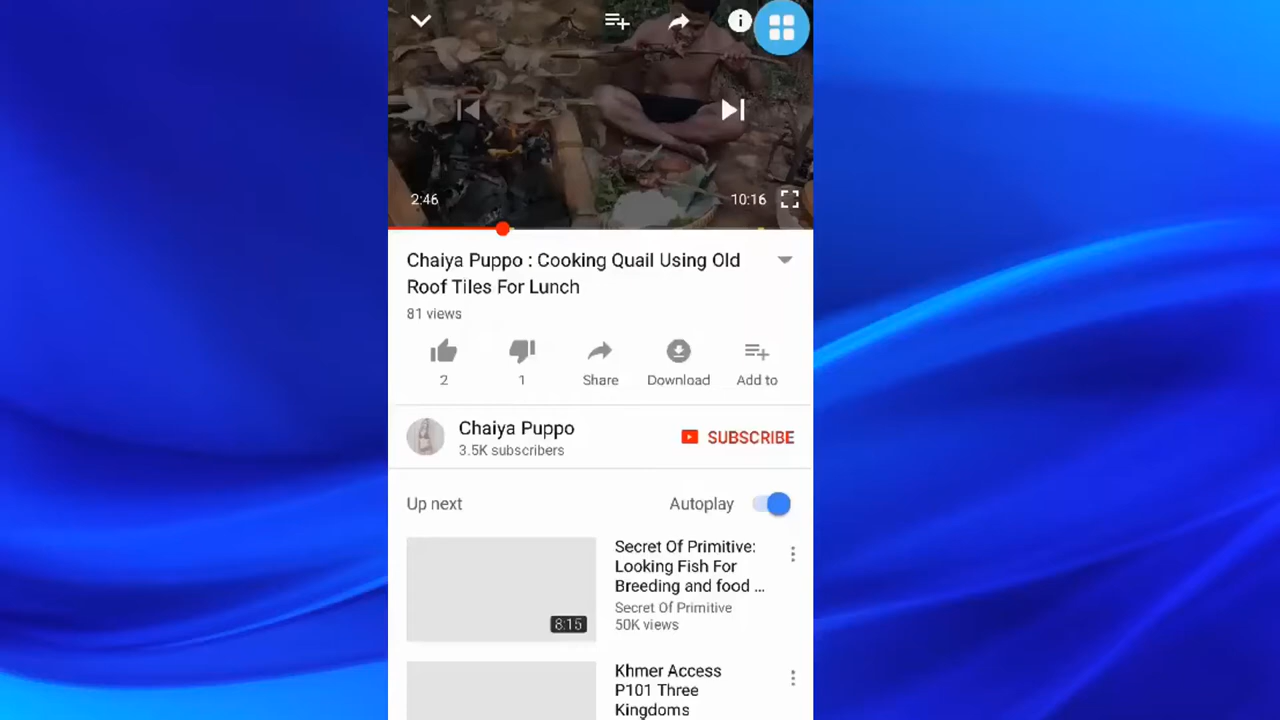 2:46
10:16
Chaiya Puppo : Cooking Quail Using Old
Roof Tiles For Lunch
81 views
2
1
Share
Download
Add to
Chaiya Puppo
3.5K subscribers
SUBSCRIBE
Up next
Autoplay
Secret Of Primitive:
Looking Fish For
Breeding and food ...
Secret Of Primitive
50K views
8:15
Khmer Access
P101 Three
Kingdoms